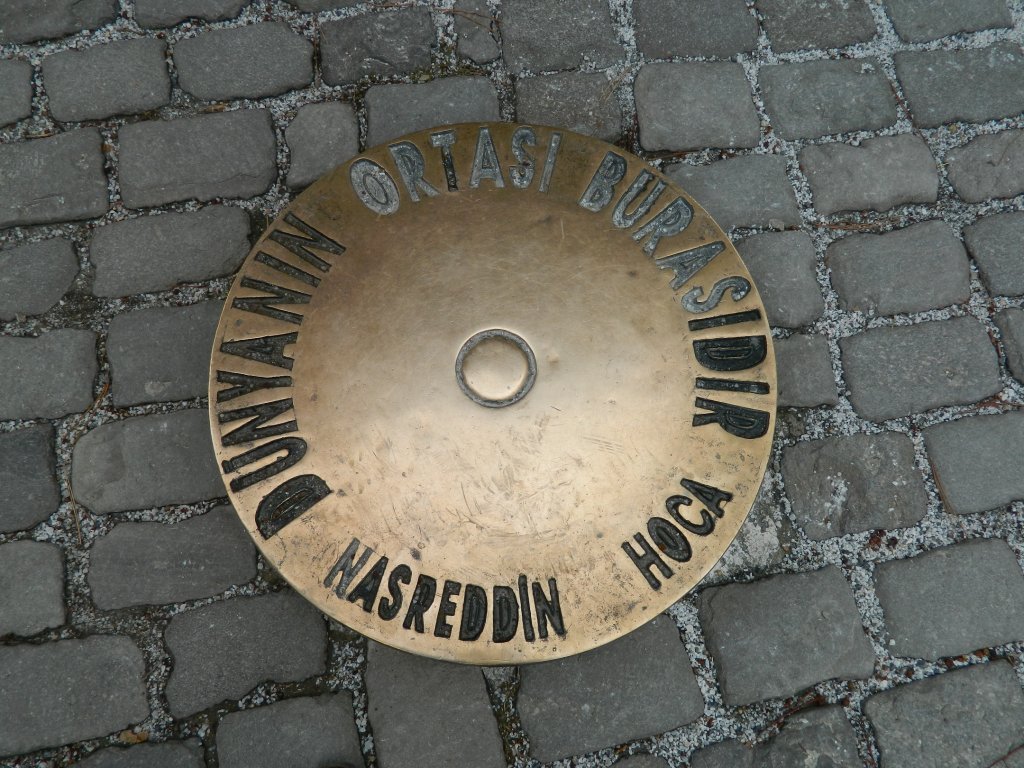 DÜNYANIN ORTASI BURASIDIR
NASREDDİN HOCA